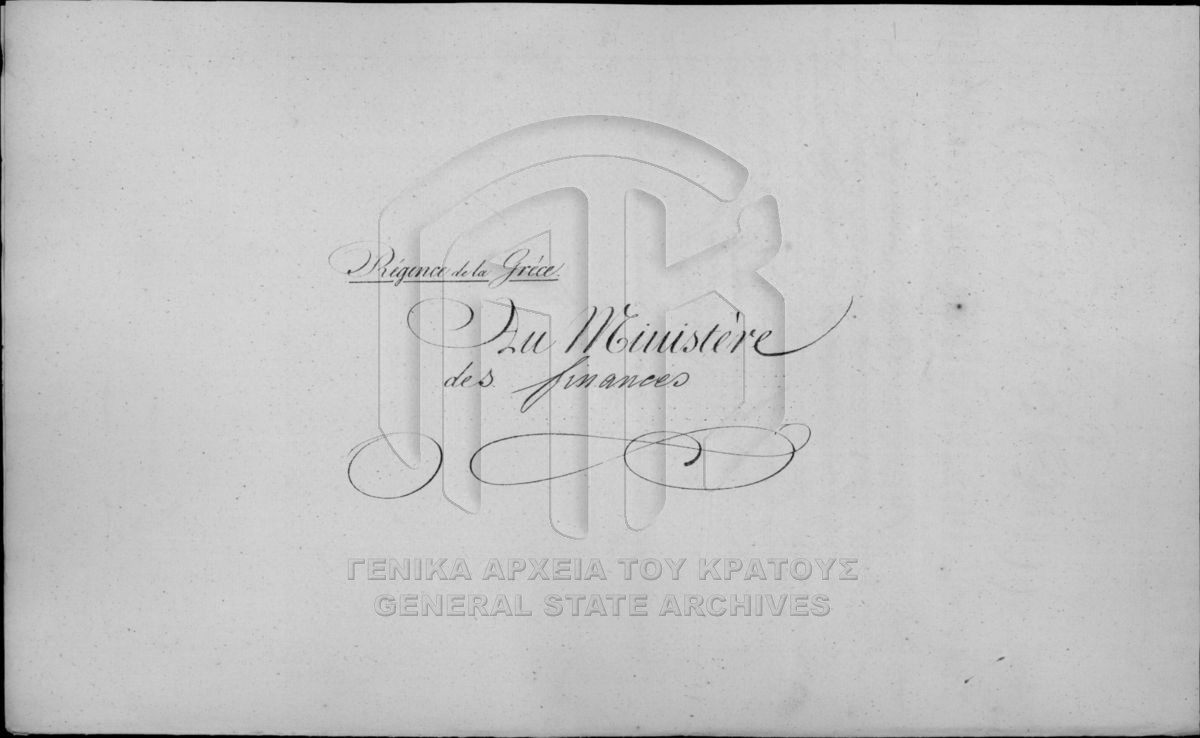 Régence de la Grèce.
Au Ministère
des finances
ΓΕΝΙΚΑ ΑΡΧΕΙΑ ΤΟΥ ΚΡΑΤΟΥΣ
GENERAL STATE ARCHIVES